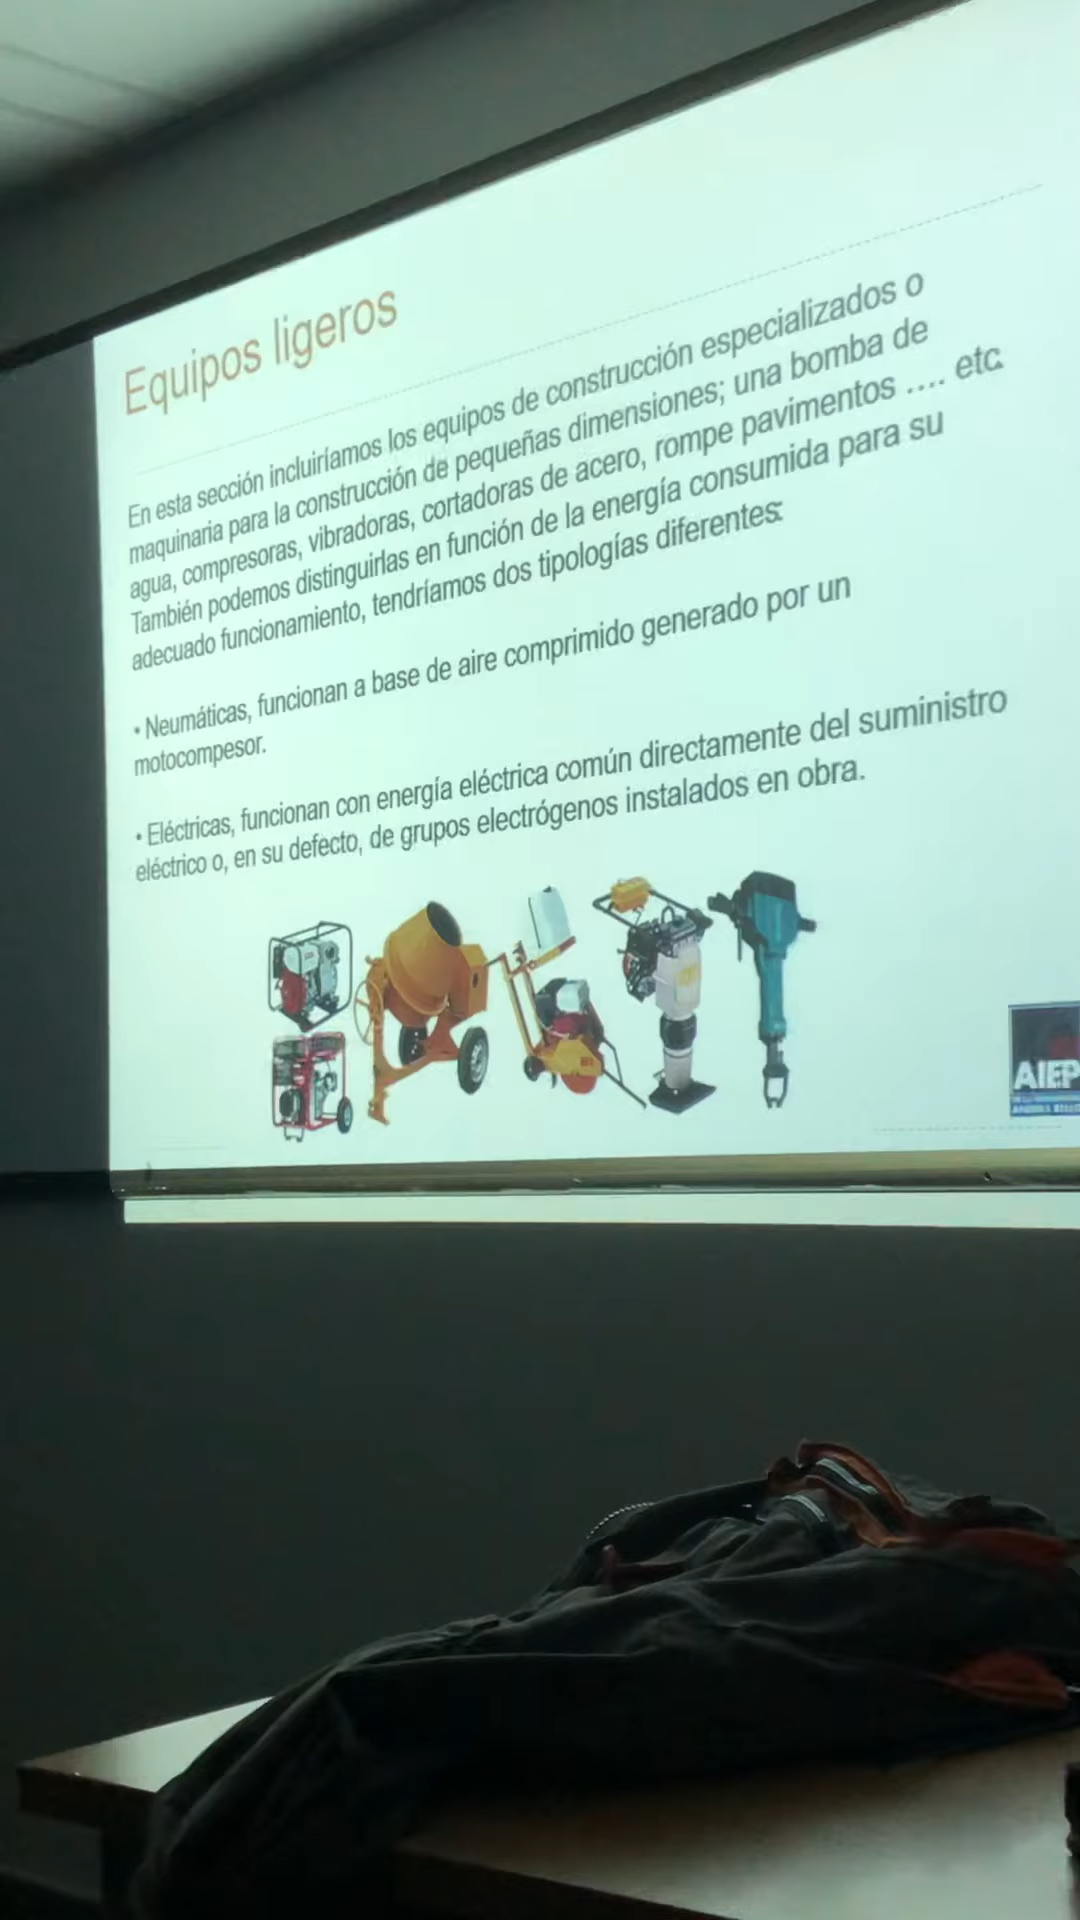 Equipos ligeros
En esta sección incluiríamos los equipos de construcción especializados o
maquinaria para la construcción de pequeñas dimensiones; una bomba de
agua, compresoras, vibradoras, cortadoras de acero, rompe pavimentos .... etc.
También podemos distinguirlas en función de la energía consumida para su
adecuado funcionamiento, tendríamos dos tipologías diferentes:
• Neumáticas, funcionan a base de aire comprimido generado por un
motocompesor.
• Eléctricas, funcionan con energía eléctrica común directamente del suministro
eléctrico o, en su defecto, de grupos electrógenos instalados en obra.
AIEP
ANDRES BELLO